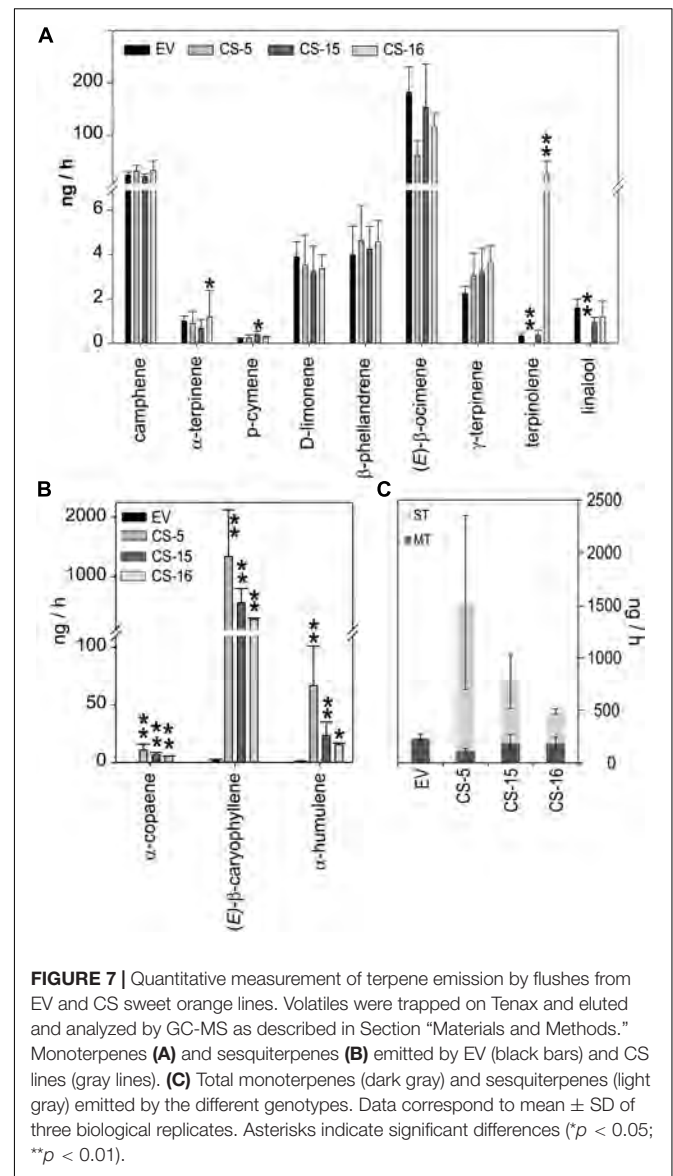 A
EV CS-5 CS-15 CS-16
200
100
ng / h
6
4
2
0
** 
* * ** **
camphene
α-terpinene
p-cymene
D-limonene
β-phellandrene
(E)-β-ocimene
γ-terpinene
terpinolene
linalool
B
EV
CS-5
CS-15
CS-16
2000
1000
ng / h
100
50
0
** ** **
** ** **
** ** *
α-copaene
(E)-β-caryophyllene
α-humulene
C
ST
MT
2500
2000
1500
1000
500
0
ng / h
EV
CS-5
CS-15
CS-16
FIGURE 7 | Quantitative measurement of terpene emission by flushes from
EV and CS sweet orange lines. Volatiles were trapped on Tenax and eluted
and analyzed by GC-MS as described in Section “Materials and Methods.”
Monoterpenes (A) and sesquiterpenes (B) emitted by EV (black bars) and CS
lines (gray lines). (C) Total monoterpenes (dark gray) and sesquiterpenes (light
gray) emitted by the different genotypes. Data correspond to mean ± SD of
three biological replicates. Asterisks indicate significant differences (*p < 0.05;
**p < 0.01).